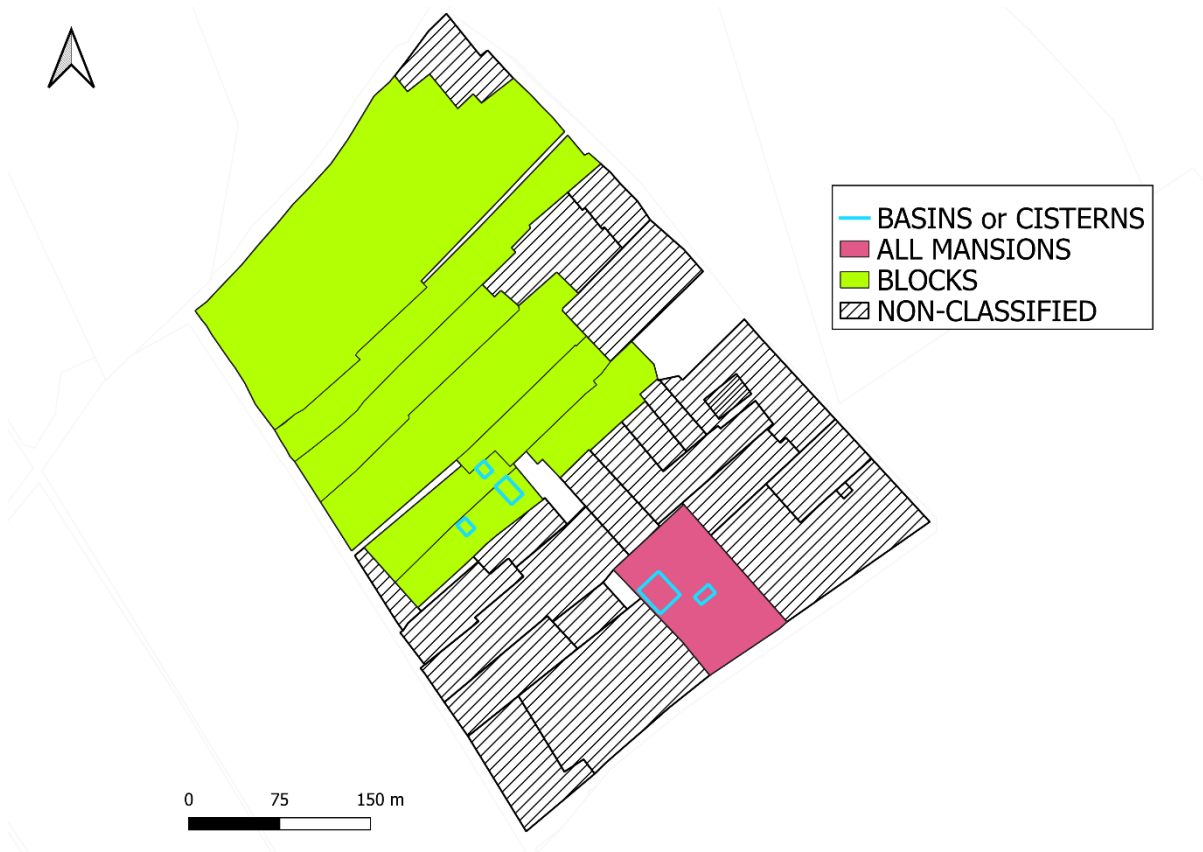 BASINS or CISTERNS
ALL MANSIONS
BLOCKS
NON-CLASSIFIED
0 75 150 m